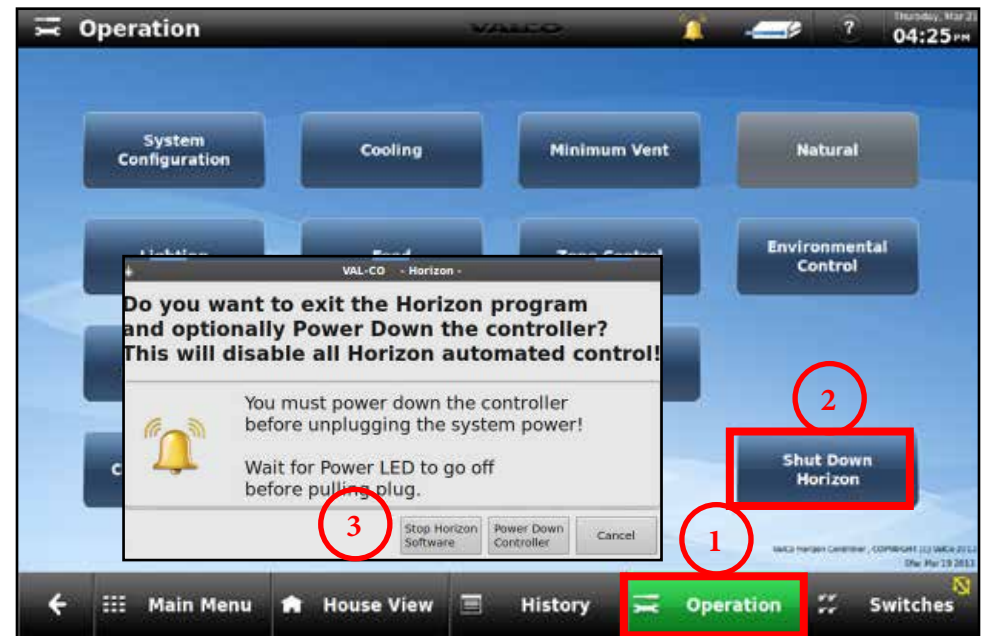 Operation
VALCO
?
Thursday, Mar 21
04:25 PM
System
Configuration
Cooling
Minimum Vent
Natural
Environmental
Control
VAL-CO - Horizon -
Do you want to exit the Horizon program
and optionally Power Down the controller?
This will disable all Horizon automated control!
You must power down the controller
before unplugging the system power!
Wait for Power LED to go off
before pulling plug.
3
Stop Horizon
Software
Power Down
Controller
Cancel
2
Shut Down
Horizon
1
Main Menu
House View
History
Operation
Switches